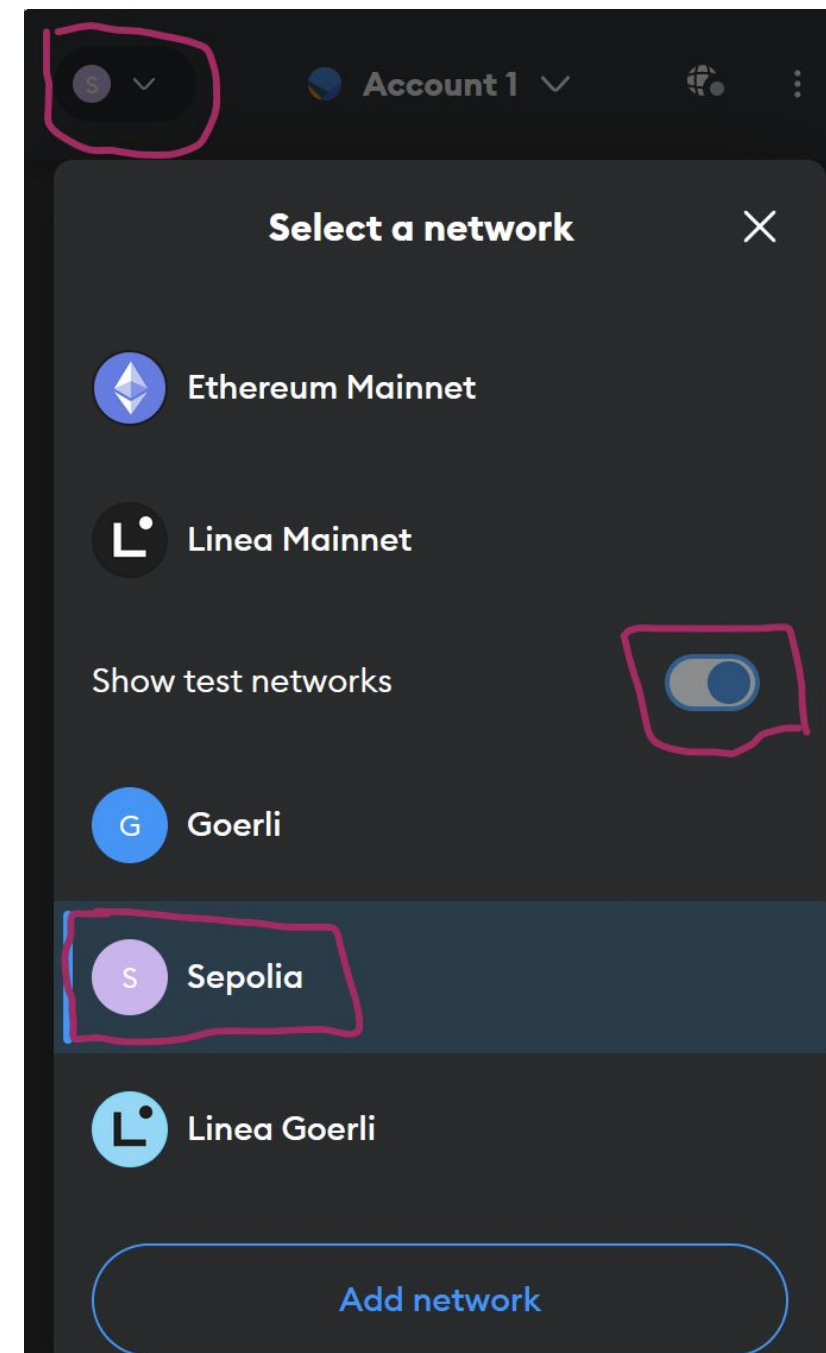 S Account 1
Select a network
Ethereum Mainnet
L Linea Mainnet
Show test networks
G Goerli
S Sepolia
L Linea Goerli
Add network